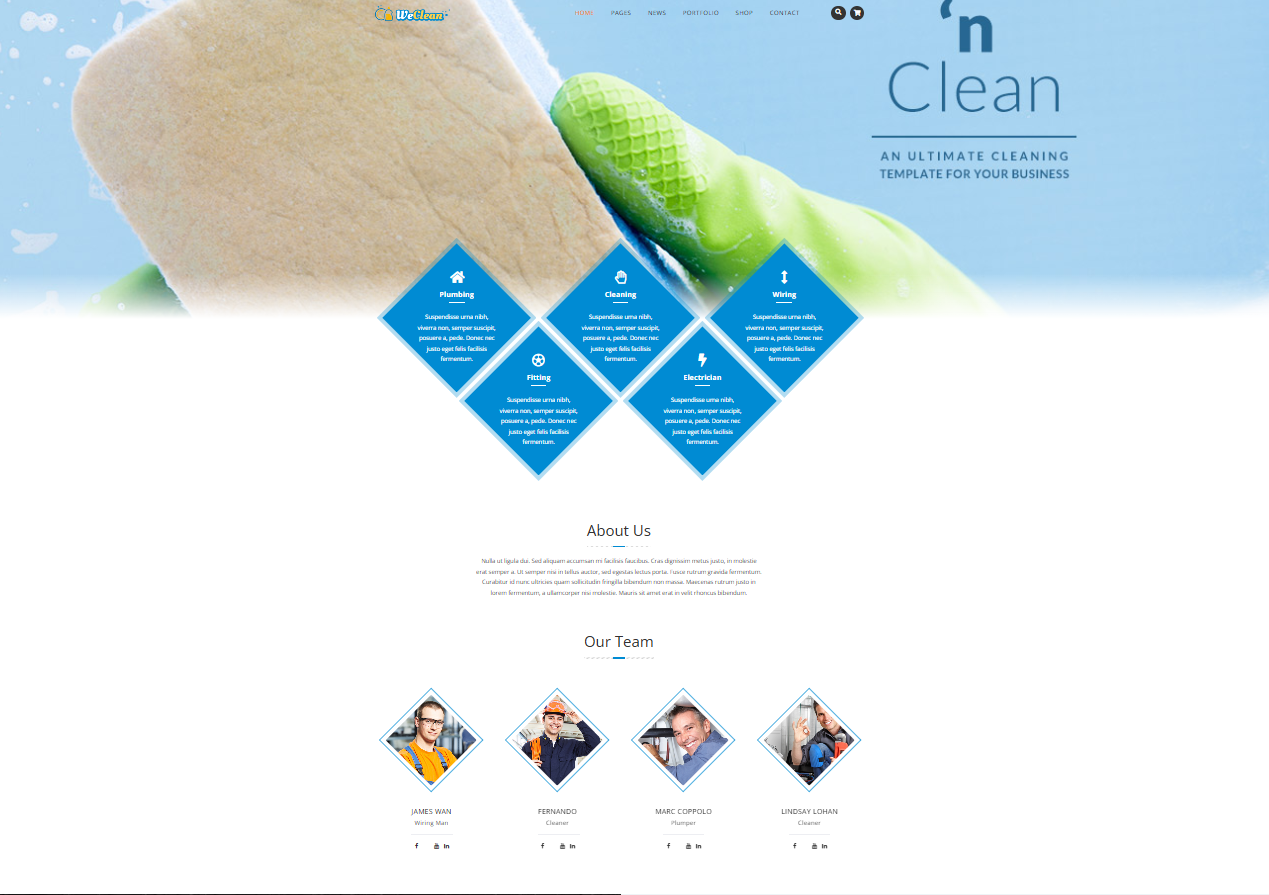 WeClean
HOME PAGES NEWS PORTFOLIO SHOP CONTACT
'n
Clean
AN ULTIMATE CLEANING
TEMPLATE FOR YOUR BUSINESS
Plumbing
Suspendisse urna nibh,
viverra non, semper suscipit,
posuere a, pede. Donec nec
justo eget felis facilisis
fermentum.
Cleaning
Suspendisse urna nibh,
viverra non, semper suscipit,
posuere a, pede. Donec nec
justo eget felis facilisis
fermentum.
Wiring
Suspendisse urna nibh,
viverra non, semper suscipit,
posuere a, pede. Donec nec
justo eget felis facilisis
fermentum.
Fitting
Suspendisse urna nibh,
viverra non, semper suscipit,
posuere a, pede. Donec nec
justo eget felis facilisis
fermentum.
Electrician
Suspendisse urna nibh,
viverra non, semper suscipit,
posuere a, pede. Donec nec
justo eget felis facilisis
fermentum.
About Us
Nulla ut ligula dui. Sed aliquam accumsan mi facilisis faucibus. Cras dignissim metus justo, in molestie
erat semper a. Ut semper nisi in tellus auctor, sed egestas lectus porta. Fusce rutrum gravida fermentum.
Curabitur id nunc ultricies quam sollicitudin fringilla bibendum non massa. Maecenas rutrum justo in
lorem fermentum, a ullamcorper nisi molestie. Mauris sit amet erat in velit rhoncus bibendum.
Our Team
JAMES WAN
Wiring Man
FERNANDO
Cleaner
MARC COPPOLO
Plumper
LINDSAY LOHAN
Cleaner